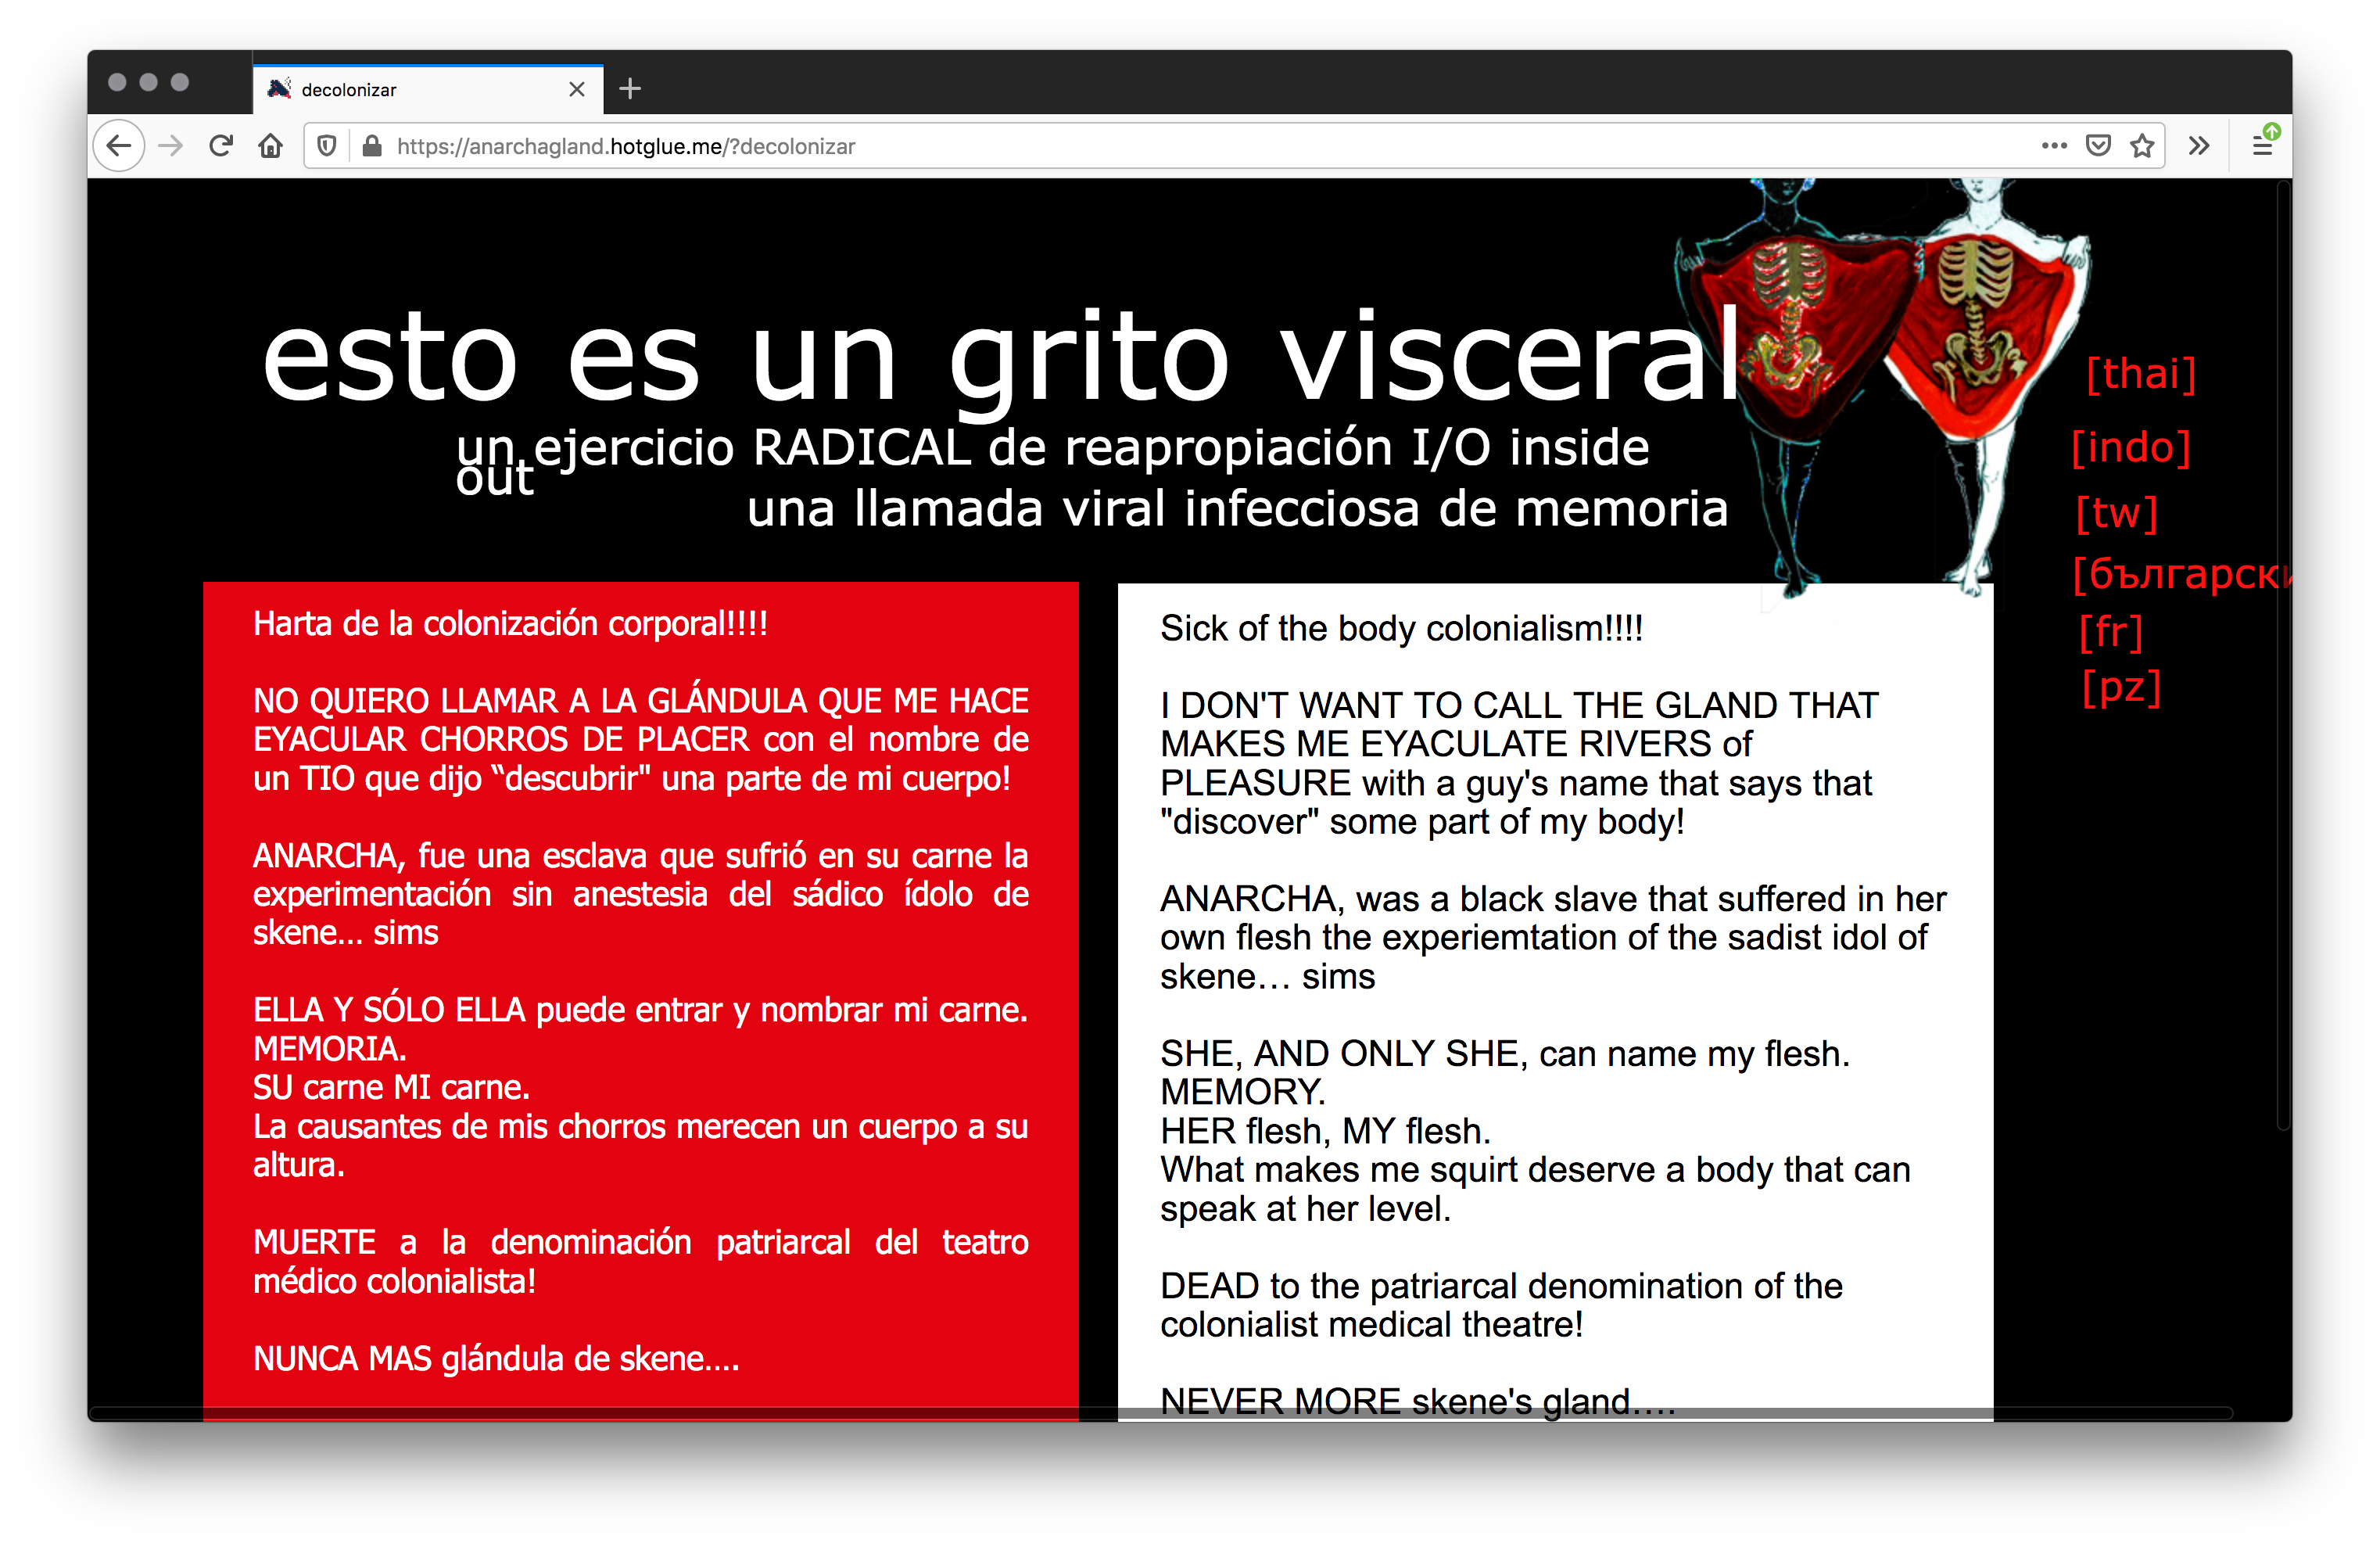 decolonizar
https://anarchagland.hotglue.me/?decolonizar
esto es un grito visceral
un ejercicio RADICAL de reapropiación I/O inside
out
una llamada viral infecciosa de memoria
[thai]
[indo]
[tw]
[български
[fr]
[pz]
Harta de la colonización corporal!!!!
NO QUIERO LLAMAR A LA GLÁNDULA QUE ME HACE
EYACULAR CHORROS DE PLACER con el nombre de
un TIO que dijo “descubrir" una parte de mi cuerpo!
ANARCHA, fue una esclava que sufrió en su carne la
experimentación sin anestesia del sádico ídolo de
skene... sims
ELLA Y SÓLO ELLA puede entrar y nombrar mi carne.
MEMORIA.
SU carne MI carne.
La causantes de mis chorros merecen un cuerpo a su
altura.
MUERTE a la denominación patriarcal del teatro
médico colonialista!
NUNCA MAS glándula de skene....
Sick of the body colonialism!!!!
I DON'T WANT TO CALL THE GLAND THAT
MAKES ME EYACULATE RIVERS of
PLEASURE with a guy's name that says that
"discover" some part of my body!
ANARCHA, was a black slave that suffered in her
own flesh the experiemtation of the sadist idol of
skene… sims
SHE, AND ONLY SHE, can name my flesh.
MEMORY.
HER flesh, MY flesh.
What makes me squirt deserve a body that can
speak at her level.
DEAD to the patriarcal denomination of the
colonialist medical theatre!
NEVER MORE skene's gland….